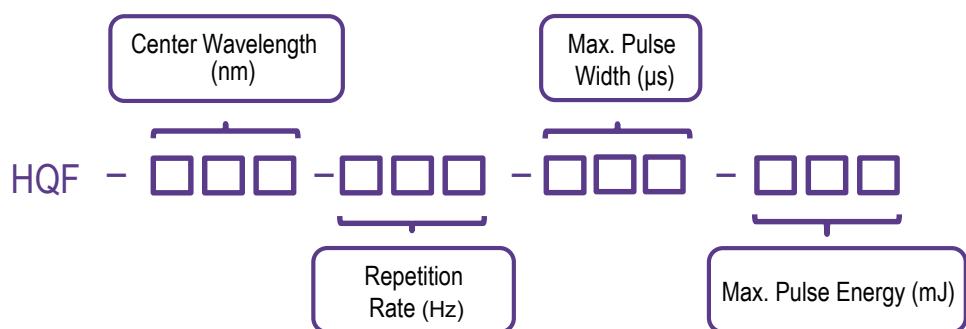 Center Wavelength
(nm)
Max. Pulse
Width (µs)
HQF – □□□ – □□□ – □□□ – □□□
Repetition
Rate (Hz)
Max. Pulse Energy (mJ)